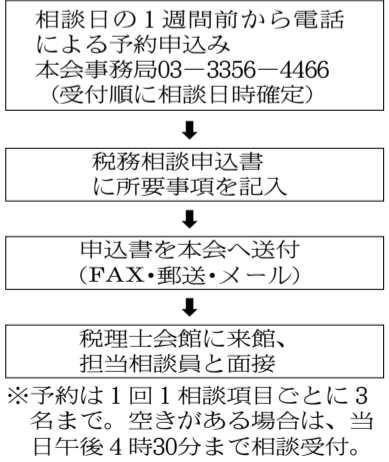 相談日の１週間前から電話
による予約申込み
本会事務局03－3356－4466
（受付順に相談日時確定）
⬇
税務相談申込書
に所要事項を記入
⬇
申込書を本会へ送付
（FAX・郵送・メール）
⬇
税理士会館に来館、
担当相談員と面接
※予約は１回１相談項目ごとに３
名まで。空きがある場合は、当
日午後４時30分まで相談受付。